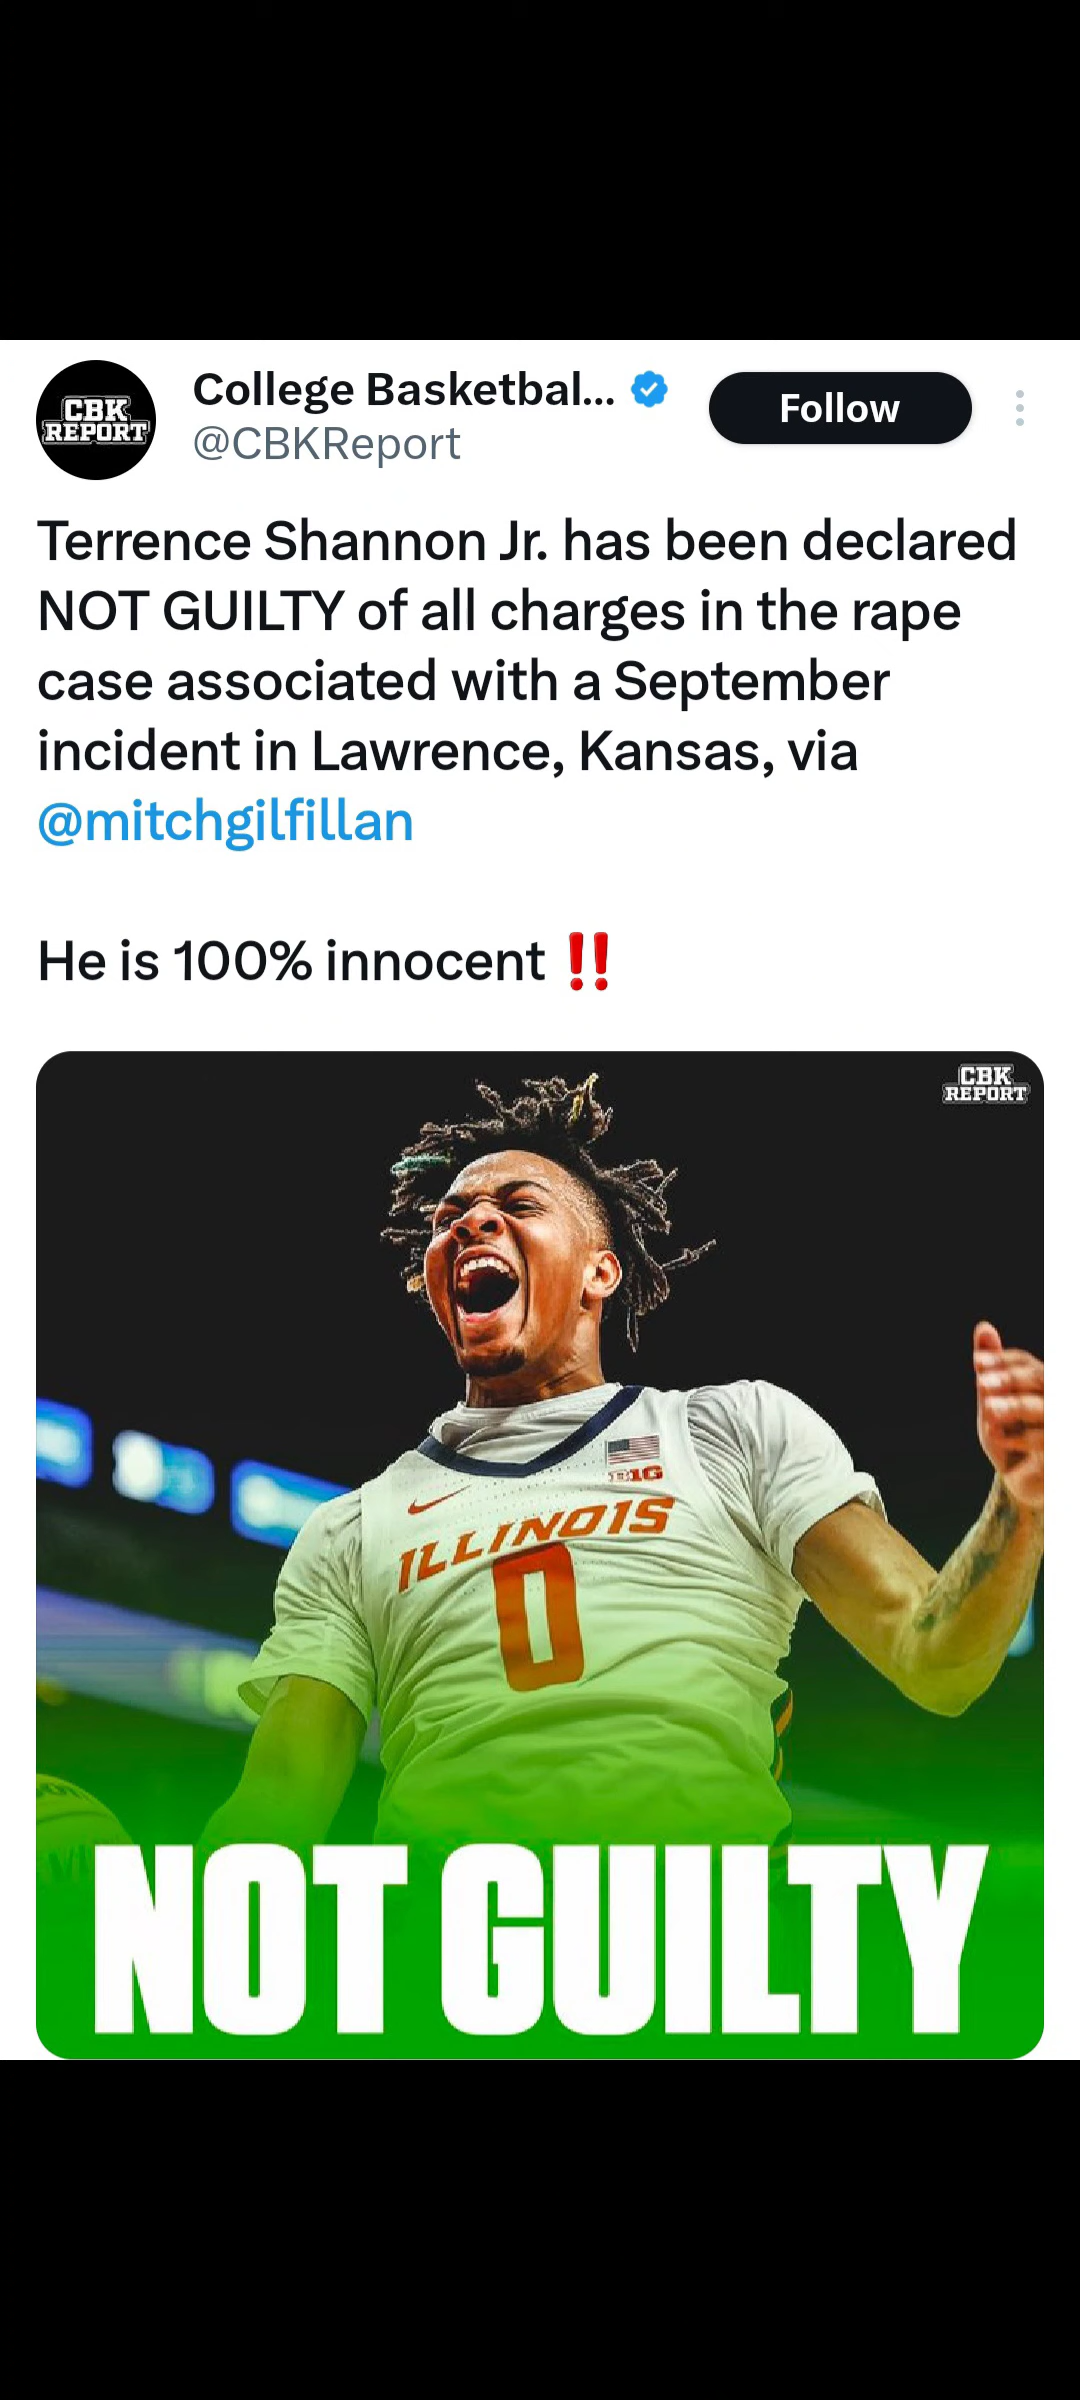 CBK
REPORT
College Basketbal...
@CBKReport
Follow
Terrence Shannon Jr. has been declared
NOT GUILTY of all charges in the rape
case associated with a September
incident in Lawrence, Kansas, via
@mitchgilfillan
He is 100% innocent ‼️
CBK
REPORT
B1G
ILLINOIS
0
NOT GUILTY